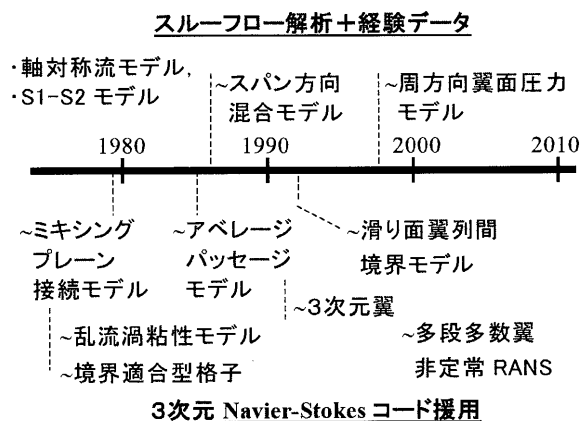 スルーフロー解析＋経験データ
・軸対称流モデル,
・S1-S2 モデル
~スパン方向
混合モデル
~周方向翼面圧力
モデル
1980
1990
2000
2010
~ミキシング
プレーン
接続モデル
~アベレージ
パッセージ
モデル
~滑り面翼列間
境界モデル
~３次元翼
~乱流渦粘性モデル
~境界適合型格子
~多段多数翼
非定常 RANS
３次元 Navier-Stokes コード援用